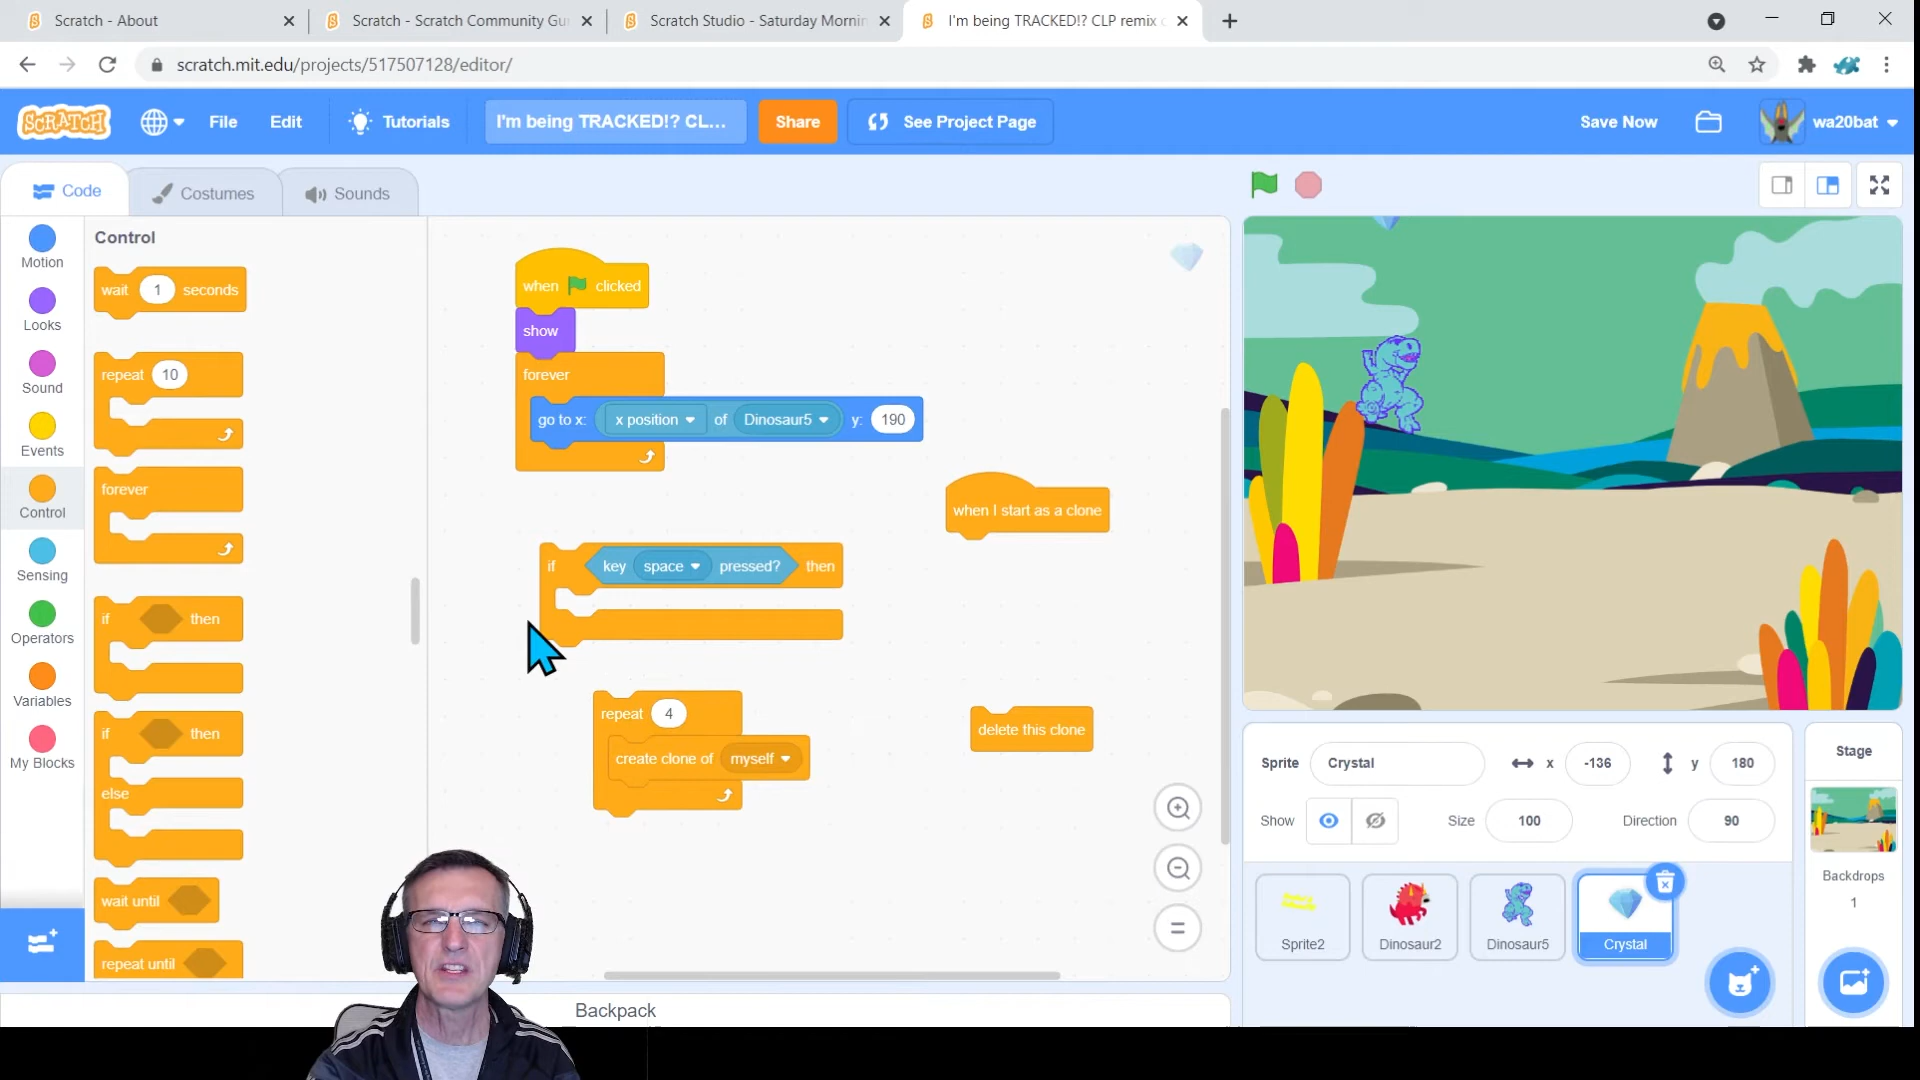 Scratch - About
Scratch - Scratch Community Gu
Scratch Studio - Saturday Mornin
I'm being TRACKED!? CLP remix
scratch.mit.edu/projects/517507128/editor/
SCRATCH
File
Edit
Tutorials
I'm being TRACKED!? CL...
Share
See Project Page
Save Now
wa20bat
Code
Costumes
Sounds
Motion
Looks
Sound
Events
Control
Sensing
Operators
Variables
My Blocks
Control
wait 1 seconds
repeat 10
forever
if then
if then
else
wait until
repeat until
when clicked
show
forever
go to x: x position of Dinosaur5 y: 190
when I start as a clone
if key space pressed? then
repeat 4
create clone of myself
delete this clone
Backpack
Sprite Crystal x -136 y 180
Show Size 100 Direction 90
Sprite2
Dinosaur2
Dinosaur5
Crystal
Stage
Backdrops
1